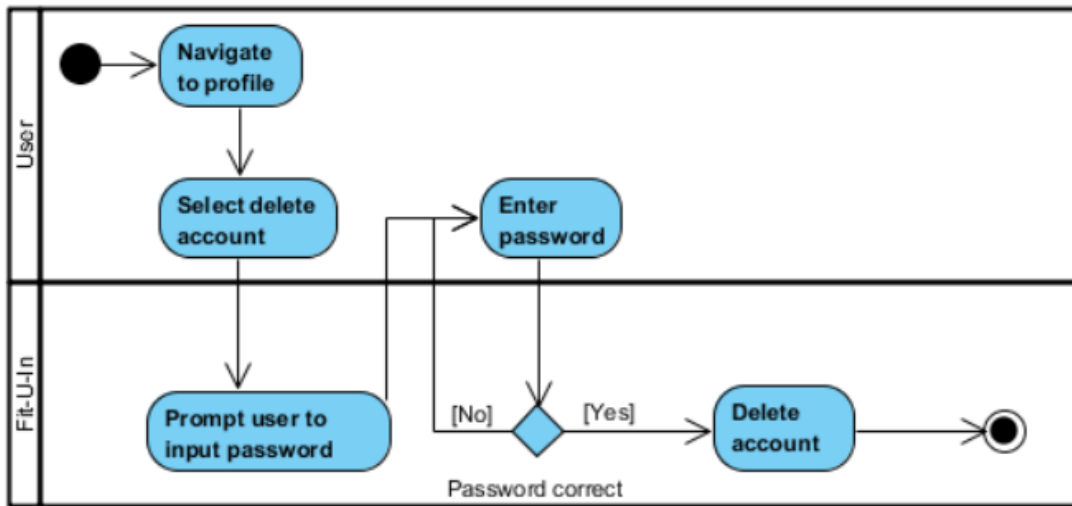 User
Navigate
to profile
Select delete
account
Enter
password
Fit-U-In
Prompt user to
input password
[No]
[Yes]
Delete
account
Password correct